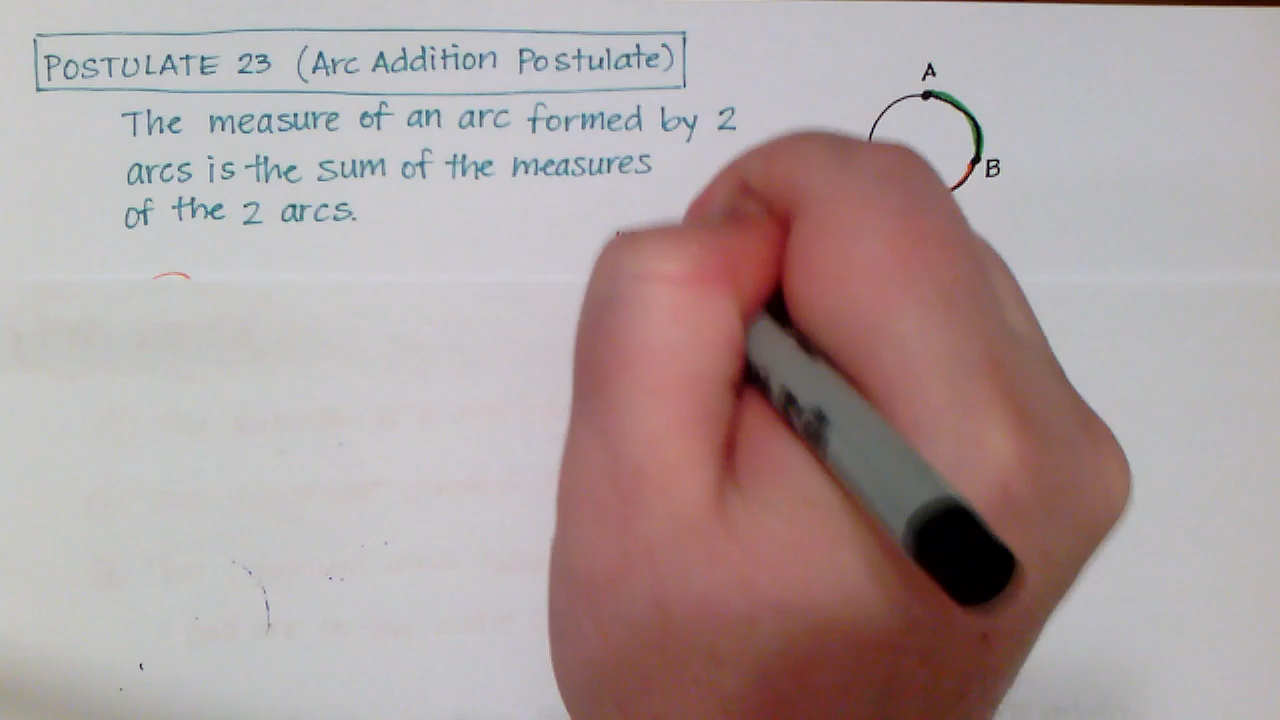 POSTULATE 23 (Arc Addition Postulate)
The measure of an arc formed by 2
arcs is the sum of the measures
of the 2 arcs.
A
B